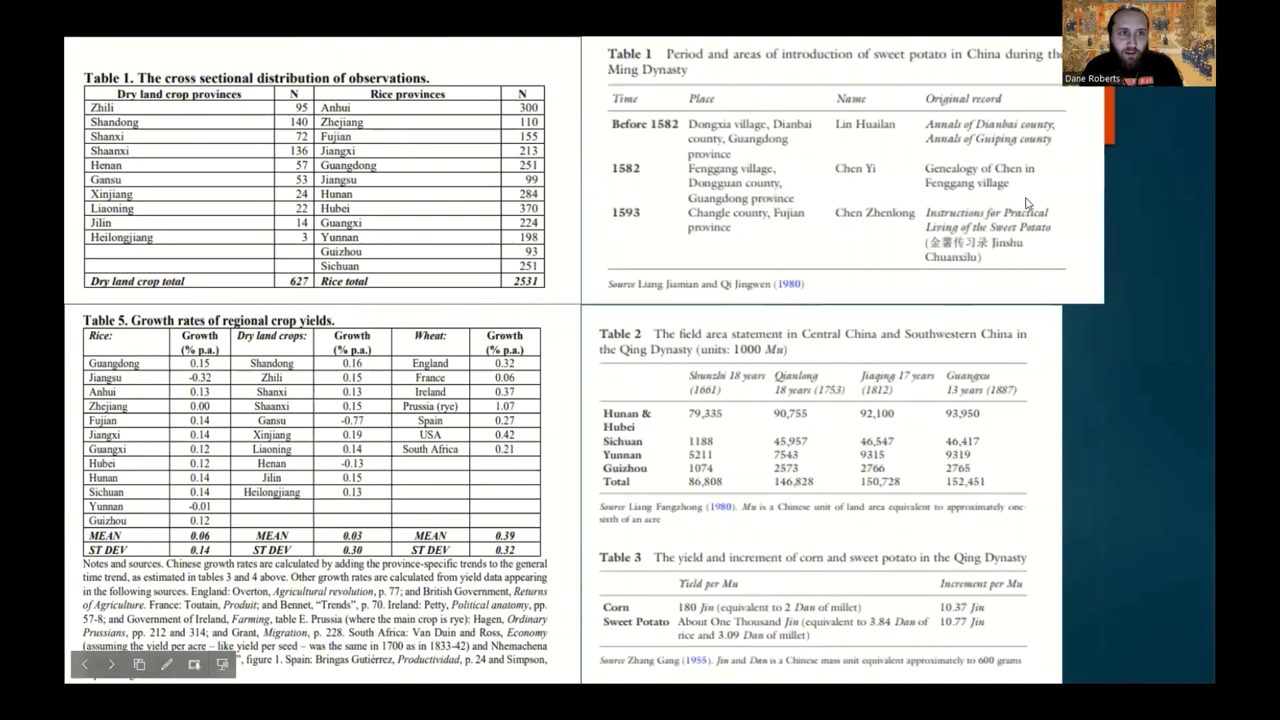 Dane Roberts
Table 1. The cross sectional distribution of observations.
Dry land crop provinces N Rice provinces N
Zhili 95 Anhui 300
Shandong 140 Zhejiang 110
Shanxi 72 Fujian 155
Shaanxi 136 Jiangxi 213
Henan 57 Guangdong 251
Gansu 53 Jiangsu 99
Xinjiang 24 Hunan 284
Liaoning 22 Hubei 370
Jilin 14 Guangxi 224
Heilongjiang 3 Yunnan 198
Guizhou 93
Sichuan 251
Dry land crop total 627 Rice total 2531
Table 1 Period and areas of introduction of sweet potato in China during the
Ming Dynasty
Time Place Name Original record
Before 1582 Dongxia village, Dianbai Lin Huailan Annals of Dianbai county,
county, Guangdong Annals of Guiping county
province
1582 Fenggang village, Chen Yi Genealogy of Chen in
Dongguan county, Fenggang village
Guangdong province
1593 Changle county, Fujian Chen Zhenlong Instructions for Practical
province Living of the Sweet Potato
(金薯传习录 Jinshu
Chuanxilu)
Source Liang Jiamian and Qi Jingwen (1980)
Table 5. Growth rates of regional crop yields.
Rice: Growth Dry land crops: Growth Wheat: Growth
(% p.a.) (% p.a.) (% p.a.)
Guangdong 0.15 Shandong 0.16 England 0.32
Jiangsu -0.32 Zhili 0.15 France 0.06
Anhui 0.13 Shanxi 0.13 Ireland 0.37
Zhejiang 0.00 Shaanxi 0.15 Prussia (rye) 1.07
Fujian 0.14 Gansu -0.77 Spain 0.27
Jiangxi 0.14 Xinjiang 0.19 USA 0.42
Guangxi 0.12 Liaoning 0.14 South Africa 0.21
Hubei 0.12 Henan -0.13
Hunan 0.14 Jilin 0.15
Sichuan 0.14 Heilongjiang 0.13
Yunnan -0.01
Guizhou 0.12
MEAN 0.06 MEAN 0.03 MEAN 0.39
ST DEV 0.14 ST DEV 0.30 ST DEV 0.32
Notes and sources. Chinese growth rates are calculated by adding the province-specific trends to the general
time trend, as estimated in tables 3 and 4 above. Other growth rates are calculated from yield data appearing
in the following sources. England: Overton, Agricultural revolution, p. 77; and British Government, Returns
of Agriculture. France: Toutain, Produit; and Bennet, “Trends”, p. 70. Ireland: Petty, Political anatomy, pp.
57-8; and Government of Ireland, Farming, table E. Prussia (where the main crop is rye): Hagen, Ordinary
Prussians, pp. 212 and 314; and Grant, Migration, p. 228. South Africa: Van Duin and Ross, Economy
(assuming the yield per acre – like yield per seed – was the same in 1700 as in 1833-42) and Nhemachena
”, figure 1. Spain: Bringas Gutiérrez, Productividad, p. 24 and Simpson,
Table 2 The field area statement in Central China and Southwestern China in
the Qing Dynasty (units: 1000 Mu)
Shunzhi 18 years Qianlong Jiaqing 17 years Guangxu
(1661) 18 years (1753) (1812) 13 years (1887)
Hunan & 79,335 90,755 92,100 93,950
Hubei
Sichuan 1188 45,957 46,547 46,417
Yunnan 5211 7543 9315 9319
Guizhou 1074 2573 2766 2765
Total 86,808 146,828 150,728 152,451
Source Liang Fangzhong (1980). Mu is a Chinese unit of land area equivalent to approximately one-
sixth of an acre
Table 3 The yield and increment of corn and sweet potato in the Qing Dynasty
Yield per Mu Increment per Mu
Corn 180 Jin (equivalent to 2 Dan of millet) 10.37 Jin
Sweet Potato About One Thousand Jin (equivalent to 3.84 Dan of 10.77 Jin
rice and 3.09 Dan of millet)
Source Zhang Gang (1955). Jin and Dan is a Chinese mass unit equivalent approximately to 600 grams